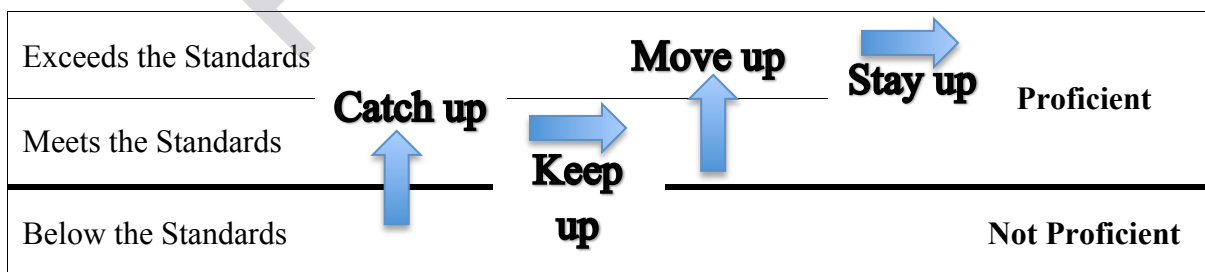 Exceeds the Standards
Move up
Stay up
Catch up
Proficient
Meets the Standards
Keep
up
Below the Standards
Not Proficient